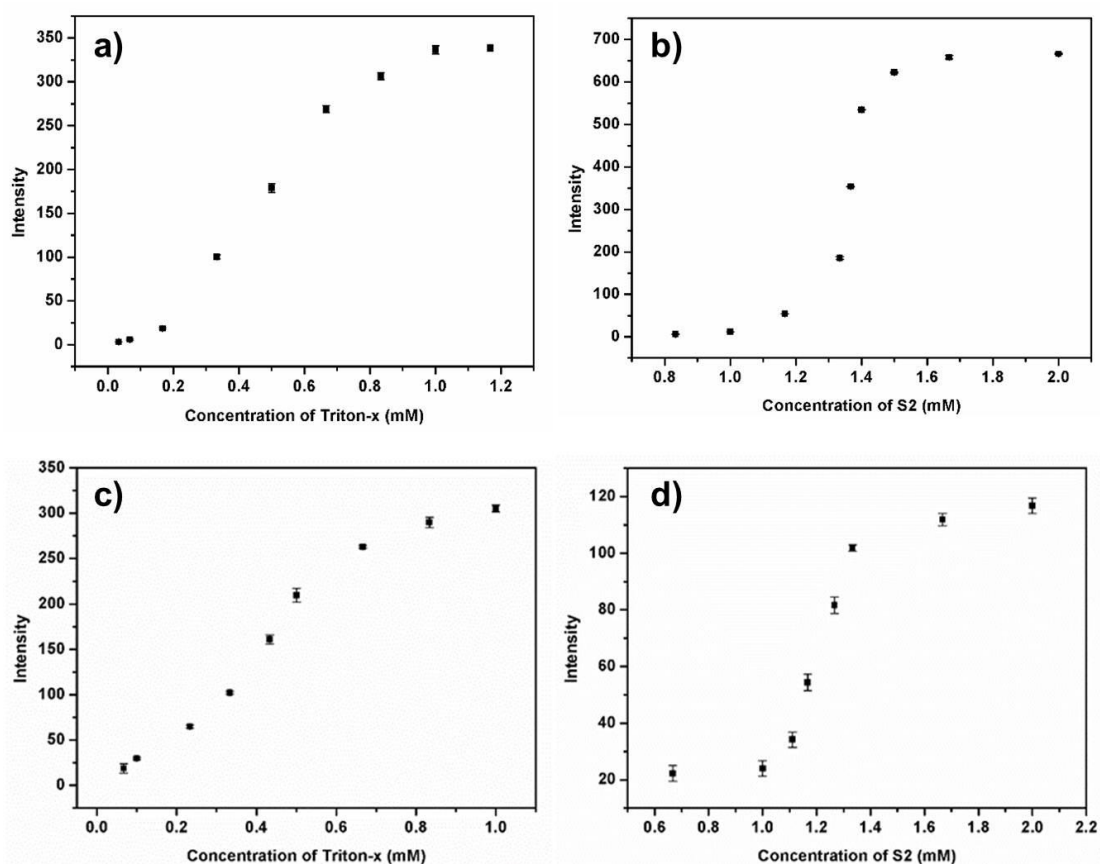 a)
350
300
250
200
150
100
50
0
Intensity
0.0 0.2 0.4 0.6 0.8 1.0 1.2
Concentration of Triton-x (mM)
b)
700
600
500
400
300
200
100
0
Intensity
0.8 1.0 1.2 1.4 1.6 1.8 2.0
Concentration of S2 (mM)
c)
350
300
250
200
150
100
50
0
Intensity
0.0 0.2 0.4 0.6 0.8 1.0
Concentration of Triton-x (mM)
d)
120
100
80
60
40
20
Intensity
0.6 0.8 1.0 1.2 1.4 1.6 1.8 2.0 2.2
Concentration of S2 (mM)